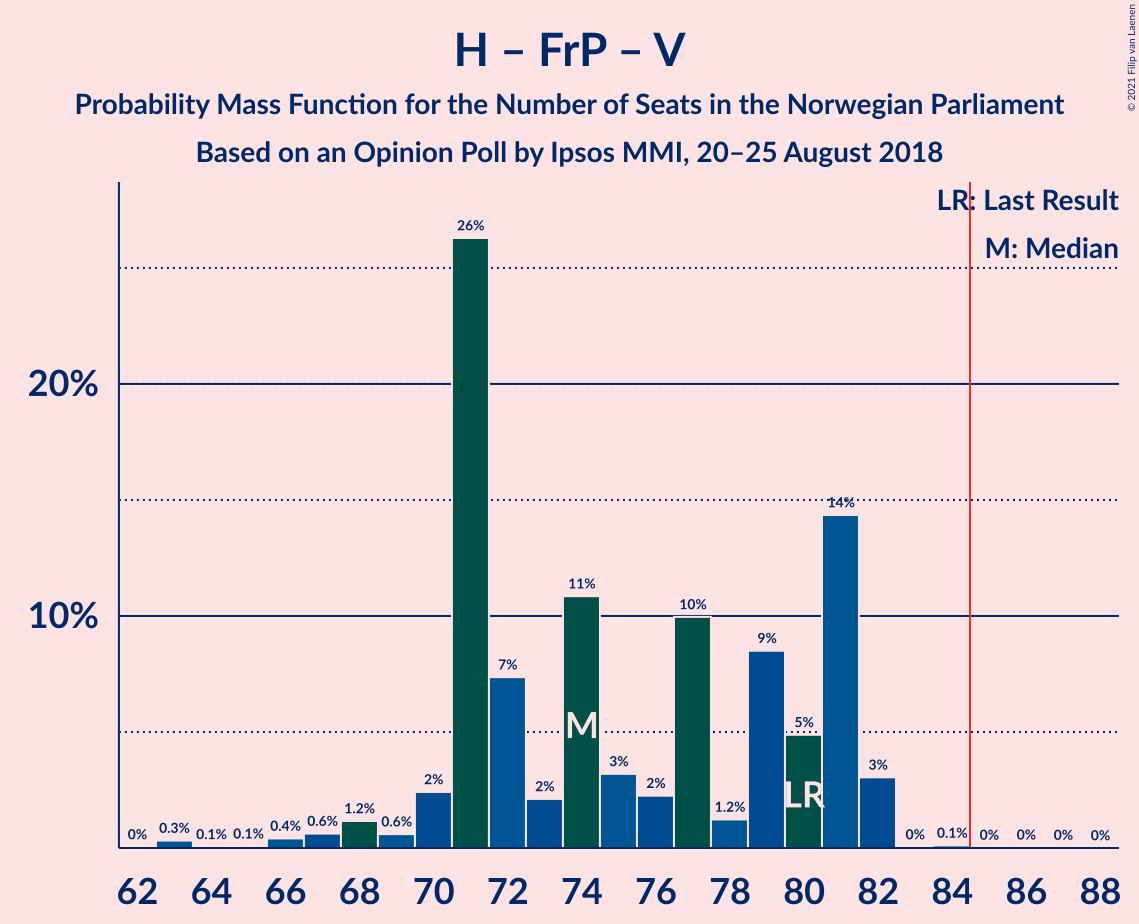 H – FrP – V
Probability Mass Function for the Number of Seats in the Norwegian Parliament
Based on an Opinion Poll by Ipsos MMI, 20–25 August 2018
© 2021 Filip van Laenen
LR: Last Result
M: Median
20%
10%
0% 0.3% 0.1% 0.1% 0.4% 0.6% 1.2% 0.6% 2% 26% 7% 2% 11% 3% 2% 10% 1.2% 9% 5% 14% 3% 0% 0.1% 0% 0% 0% 0%
M
LR
62 64 66 68 70 72 74 76 78 80 82 84 86 88